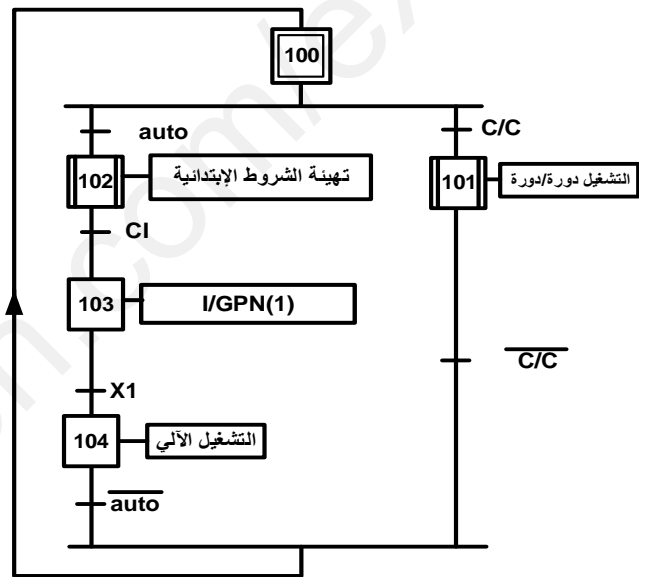 100
auto
C/C
102
تهيئة الشروط الإبتدائية
101
التشغيل دورة/دورة
CI
103
I/GPN(1)
C/C
X1
104
التشغيل الآلي
auto